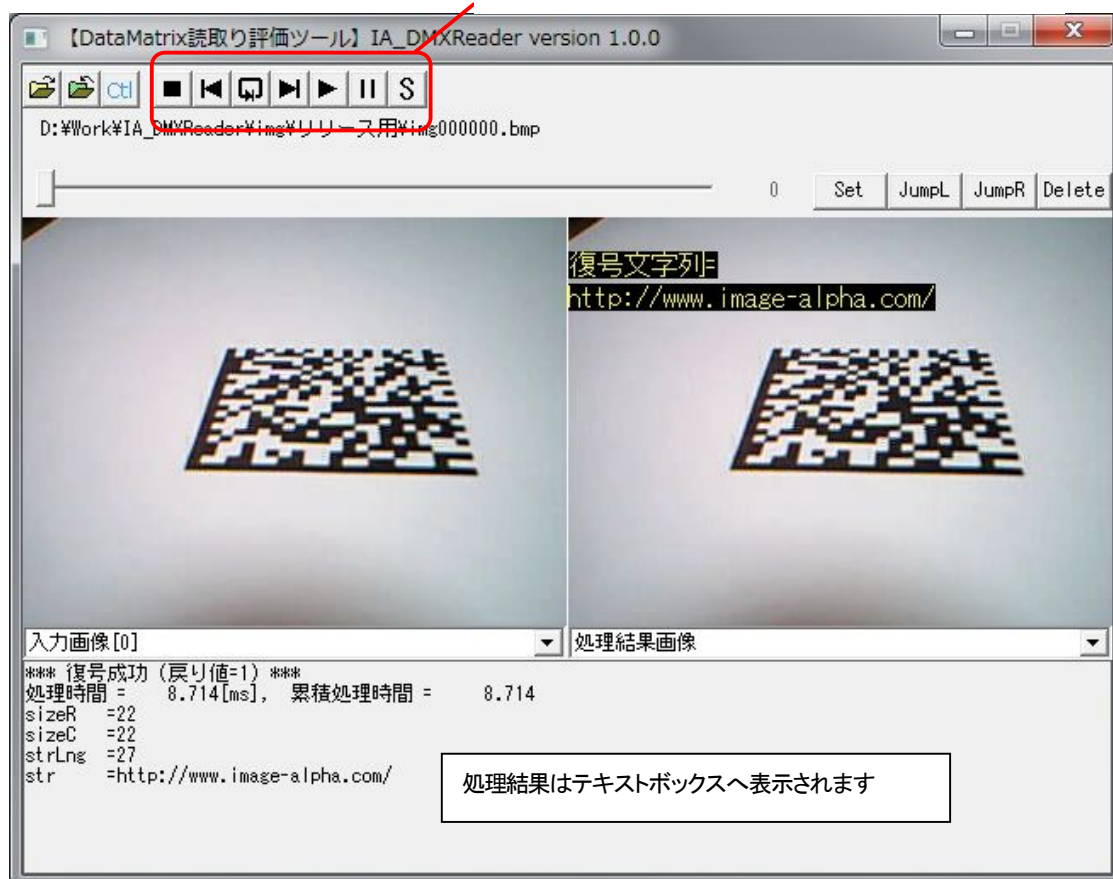 【DataMatrix読取り評価ツール】IA_DMXReader version 1.0.0
Ctl S
D:¥Work¥IA_DMXReader¥img¥リリース用¥img000000.bmp
0 Set JumpL JumpR Delete
復号文字列=
http://www.image-alpha.com/
入力画像[0] 処理結果画像
*** 復号成功 (戻り値=1) ***
処理時間 = 8.714[ms], 累積処理時間 = 8.714
sizeR =22
sizeC =22
strLng =27
str =http://www.image-alpha.com/
処理結果はテキストボックスへ表示されます